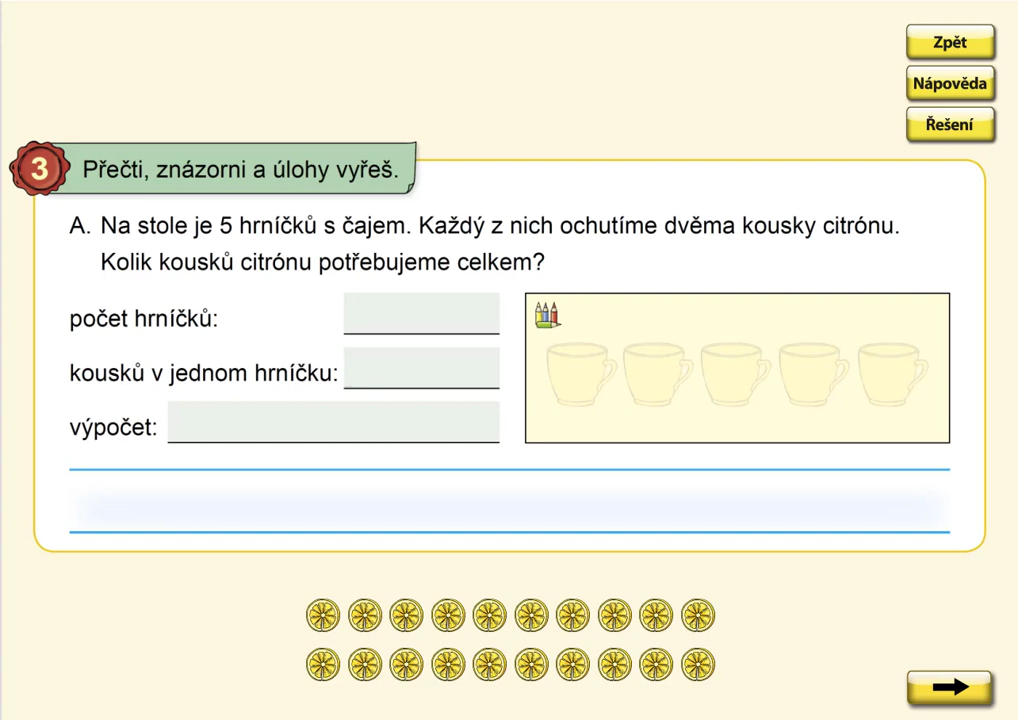 Zpět
Nápověda
Řešení
3 Přečti, znázorni a úlohy vyřeš.
A. Na stole je 5 hrníčků s čajem. Každý z nich ochutíme dvěma kousky citrónu.
Kolik kousků citrónu potřebujeme celkem?
počet hrníčků:
kousků v jednom hrníčku:
výpočet: